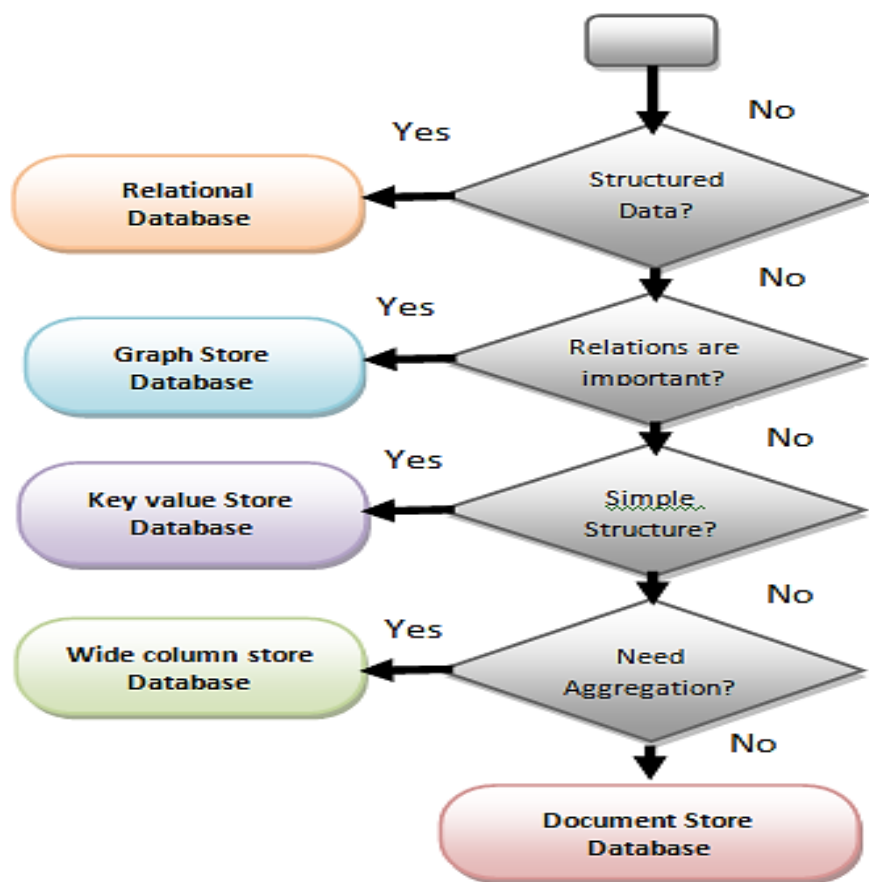 No
Yes
Structured
Data?
Relational
Database
No
Yes
Relations are
important?
Graph Store
Database
No
Yes
Simple
Structure?
Key value Store
Database
No
Yes
Need
Aggregation?
Wide column store
Database
No
Document Store
Database